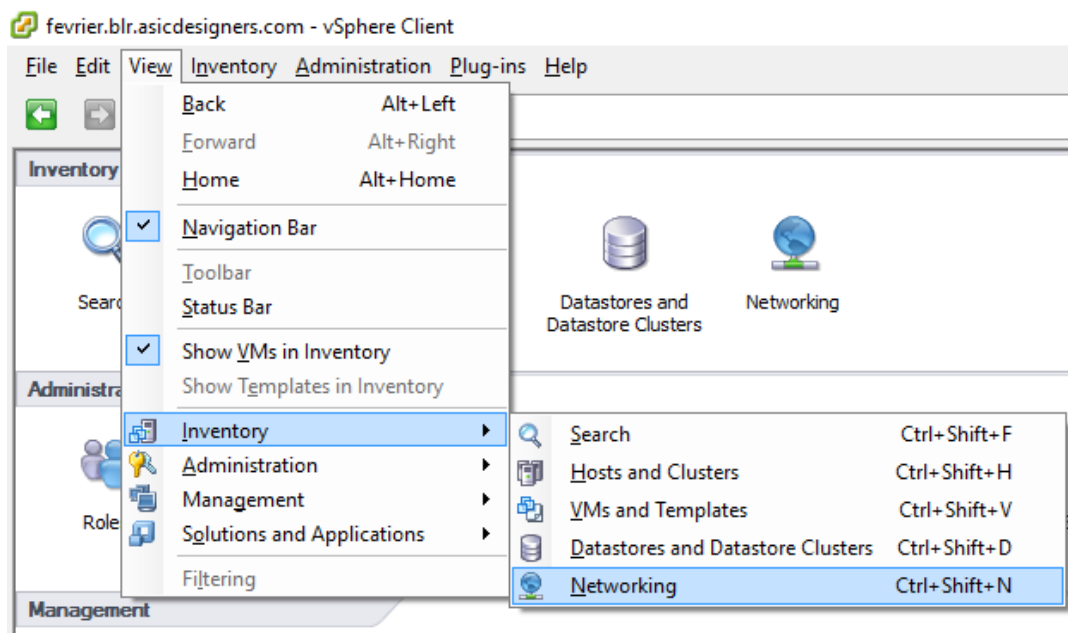 fevrier.blr.asicdesigners.com - vSphere Client
File Edit View Inventory Administration Plug-ins Help
Back Alt+Left
Forward Alt+Right
Home Alt+Home
Navigation Bar
Toolbar
Status Bar
Show VMs in Inventory
Show Templates in Inventory
Inventory
Administration
Management
Solutions and Applications
Filtering
Search Ctrl+Shift+F
Hosts and Clusters Ctrl+Shift+H
VMs and Templates Ctrl+Shift+V
Datastores and Datastore Clusters Ctrl+Shift+D
Networking Ctrl+Shift+N
Inventory
Datastores and
Datastore Clusters
Networking
Management